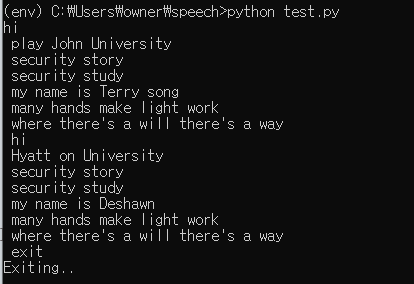 (env) C:₩Users₩owner₩speech>python test.py
hi
play John University
security story
security study
my name is Terry song
many hands make light work
where there's a will there's a way
hi
Hyatt on University
security story
security study
my name is Deshawn
many hands make light work
where there's a will there's a way
exit
Exiting..